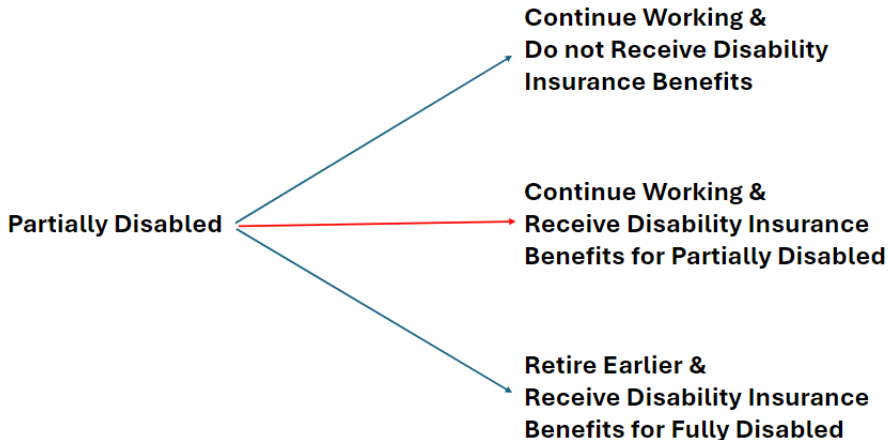 Continue Working &
Do not Receive Disability
Insurance Benefits
Partially Disabled
Continue Working &
Receive Disability Insurance
Benefits for Partially Disabled
Retire Earlier &
Receive Disability Insurance
Benefits for Fully Disabled